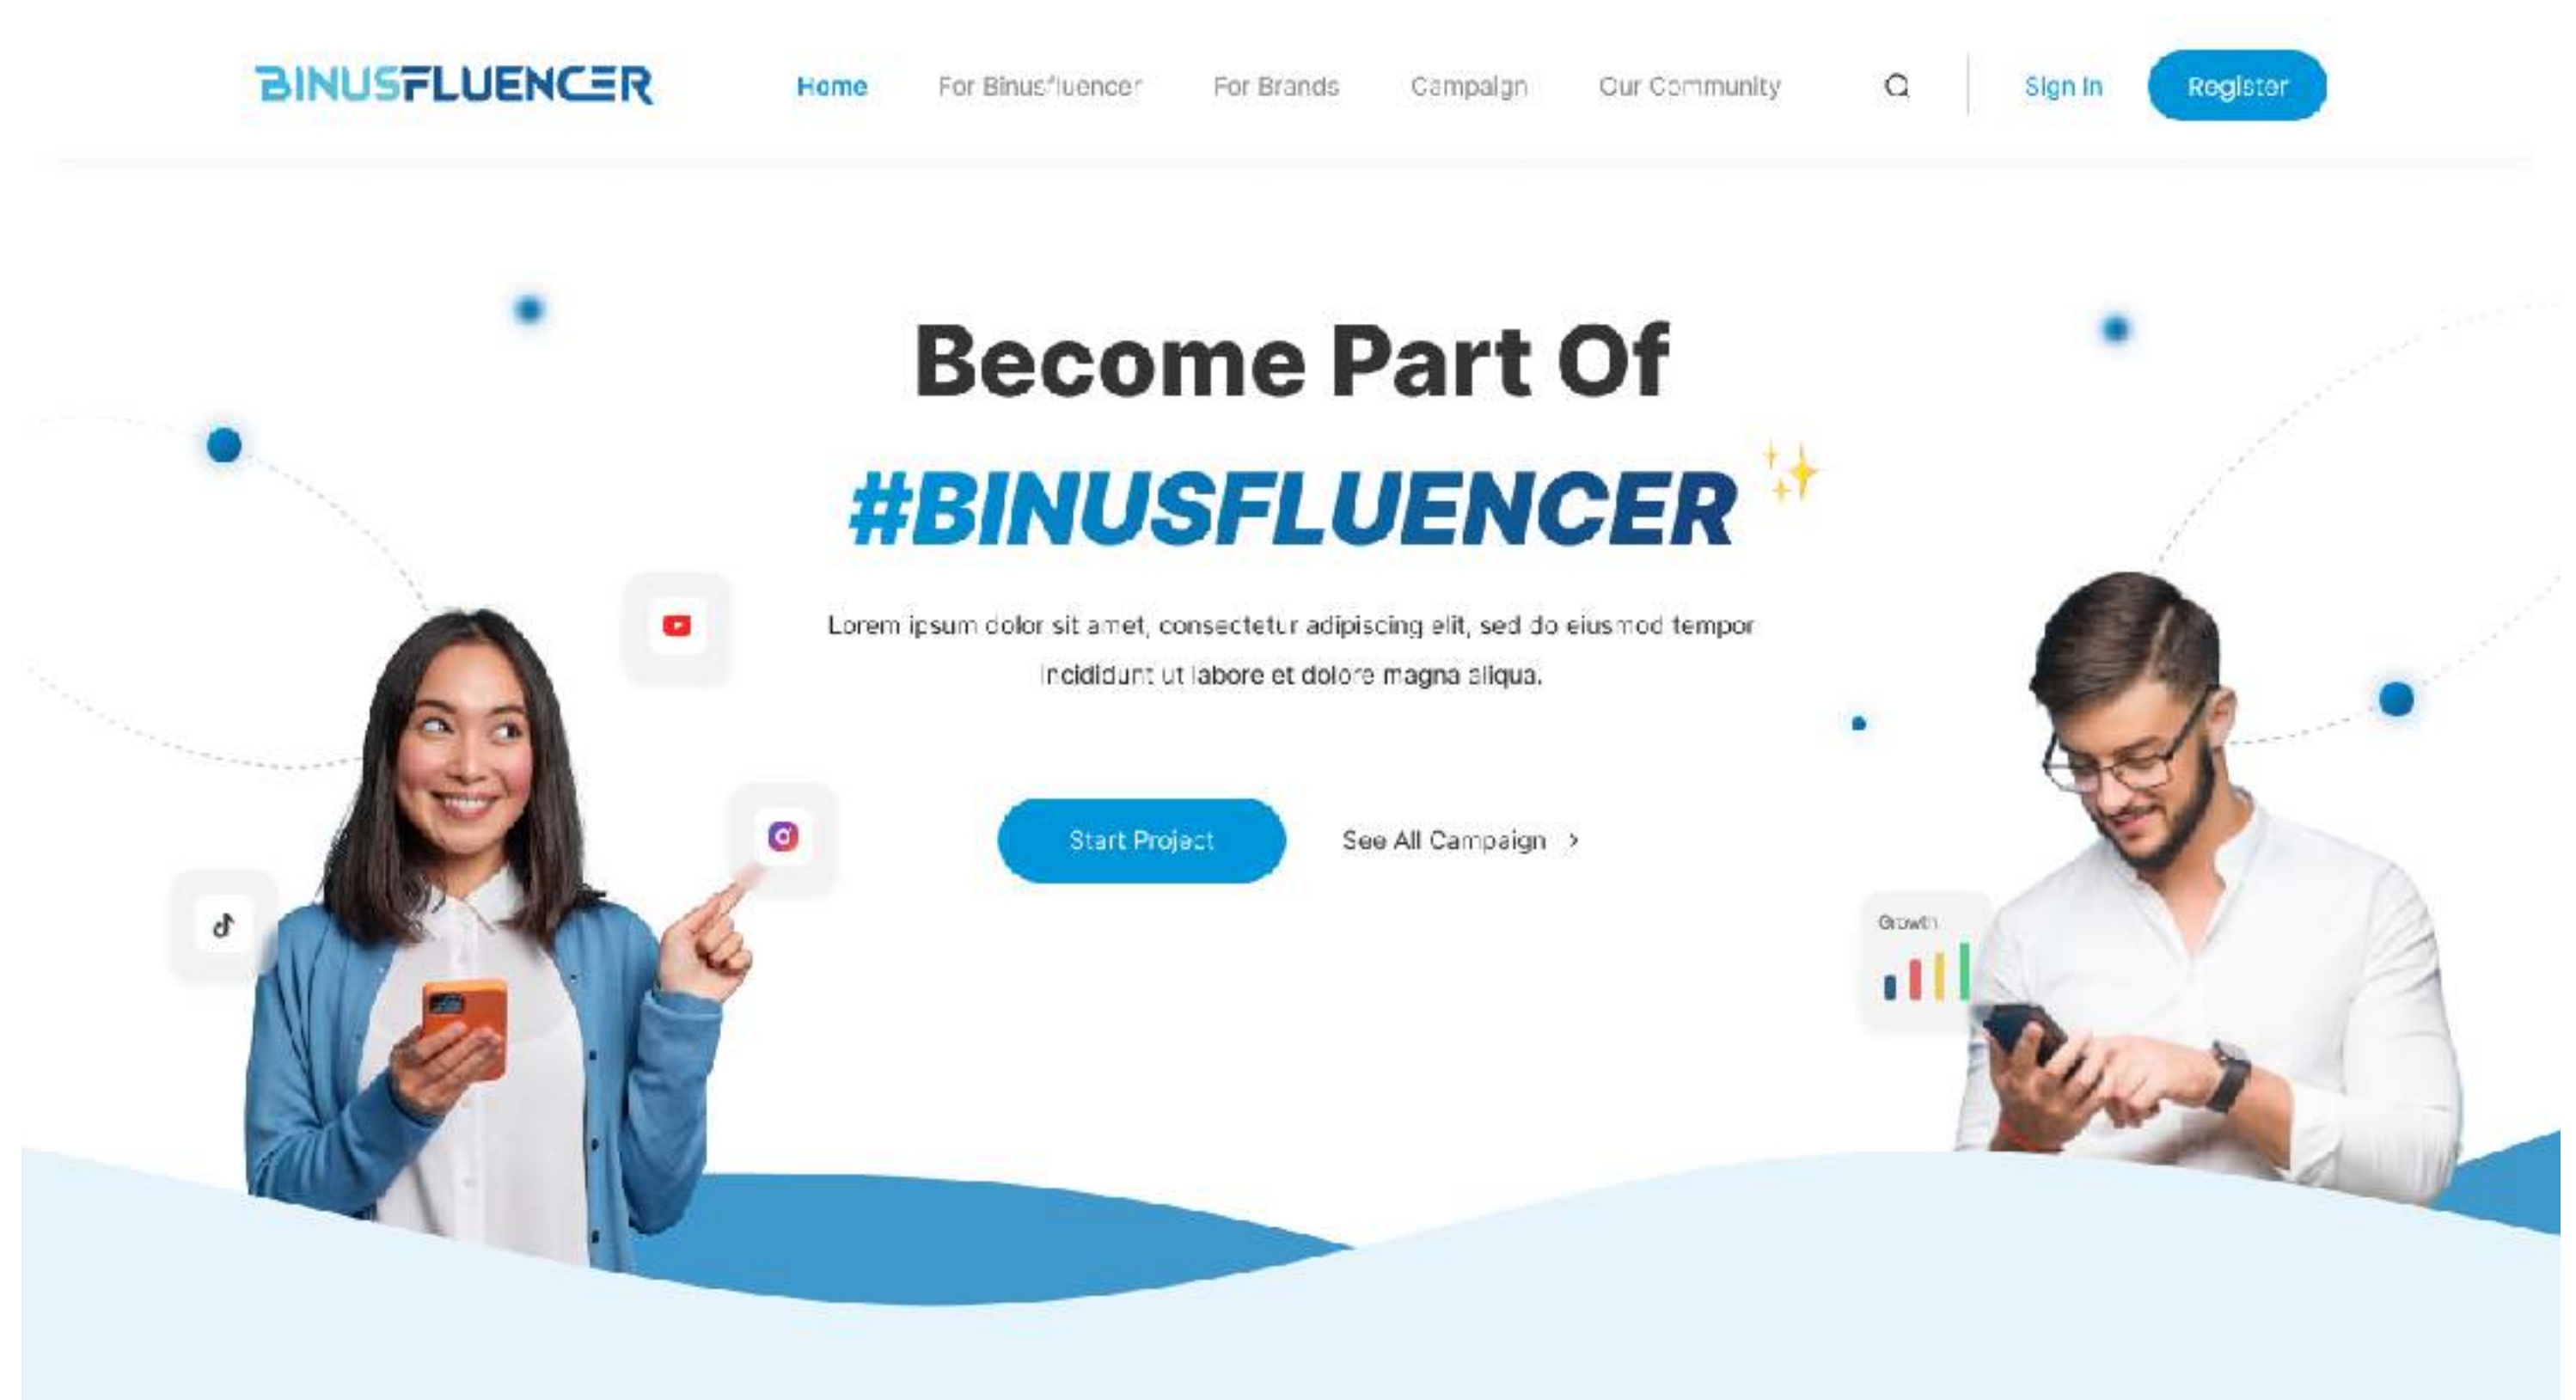 BINUSFLUENCER
Home
For Binusfluencer
For Brands
Campaign
Our Community
Sign In
Register
Become Part Of
#BINUSFLUENCER
Lorem ipsum dolor sit amet, consectetur adipiscing elit, sed do eiusmod tempor
incididunt ut labore et dolore magna aliqua.
Start Project
See All Campaign
Growth